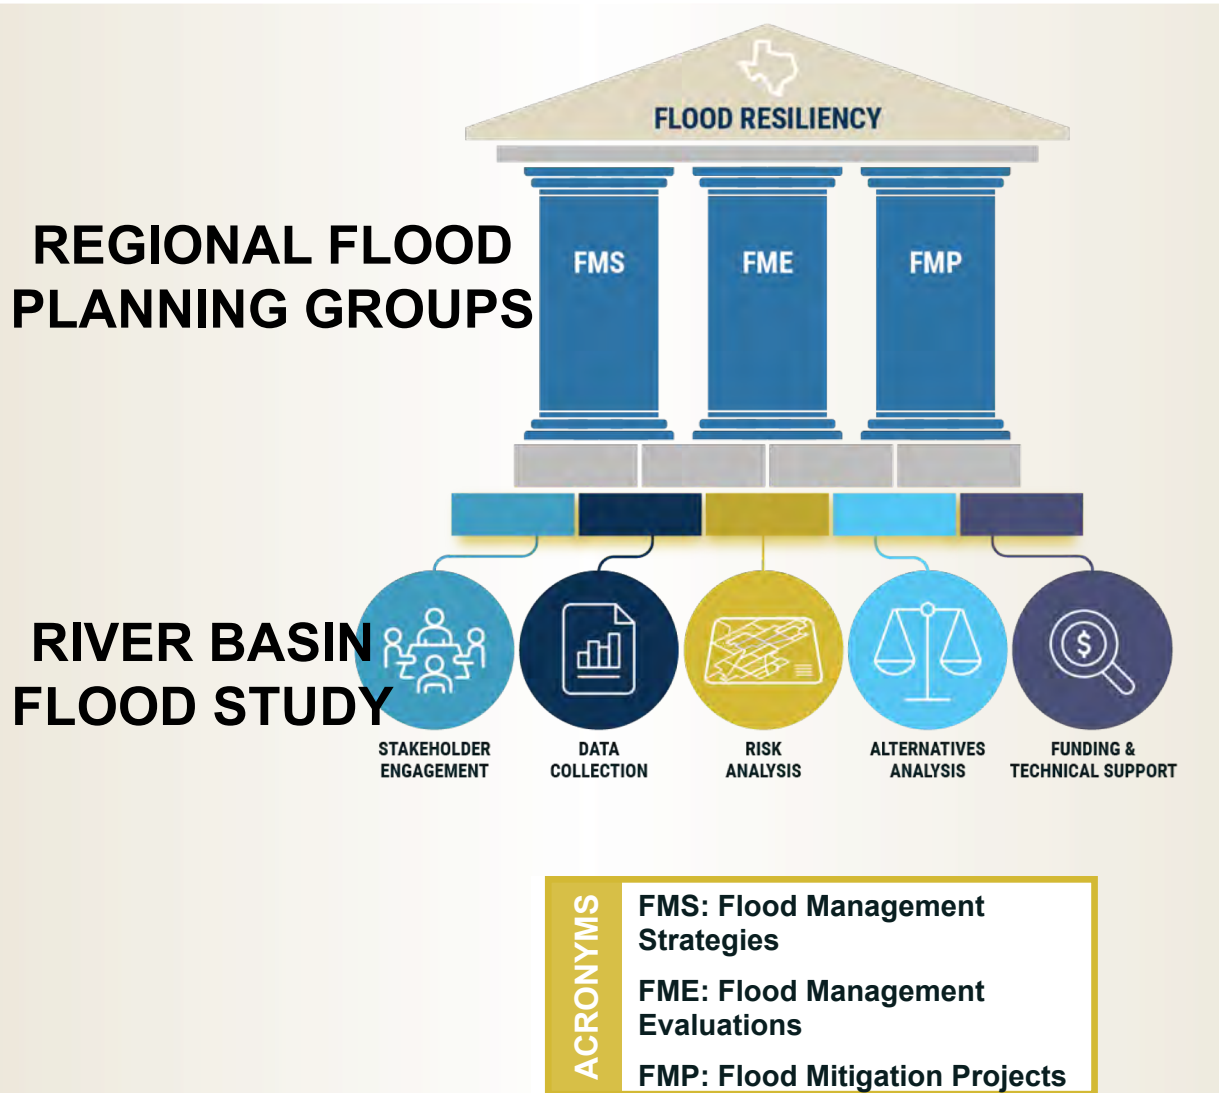 FLOOD RESILIENCY
REGIONAL FLOOD
PLANNING GROUPS
FMS
FME
FMP
RIVER BASIN
FLOOD STUDY
STAKEHOLDER
ENGAGEMENT
DATA
COLLECTION
RISK
ANALYSIS
ALTERNATIVES
ANALYSIS
FUNDING &
TECHNICAL SUPPORT
ACRONYMS
FMS: Flood Management
Strategies
FME: Flood Management
Evaluations
FMP: Flood Mitigation Projects